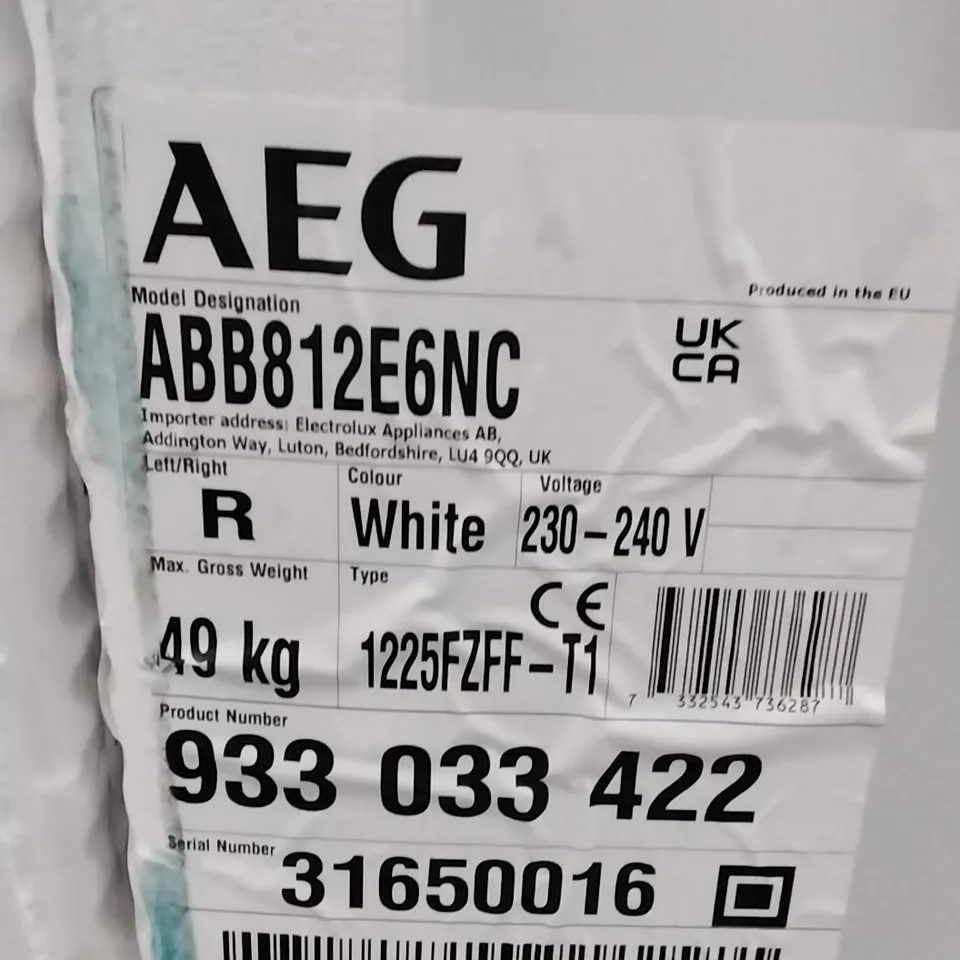 AEG
Produced in the EU
Model Designation
ABB812E6NC
UK
CA
Importer address: Electrolux Appliances AB,
Addington Way, Luton, Bedfordshire, LU4 9QQ, UK
Left/Right
R
Colour
White
Voltage
230-240 V
Max. Gross Weight
49 kg
Type
CE
1225FZFF-T1
7 332543 736287
Product Number
933 033 422
Serial Number
31650016